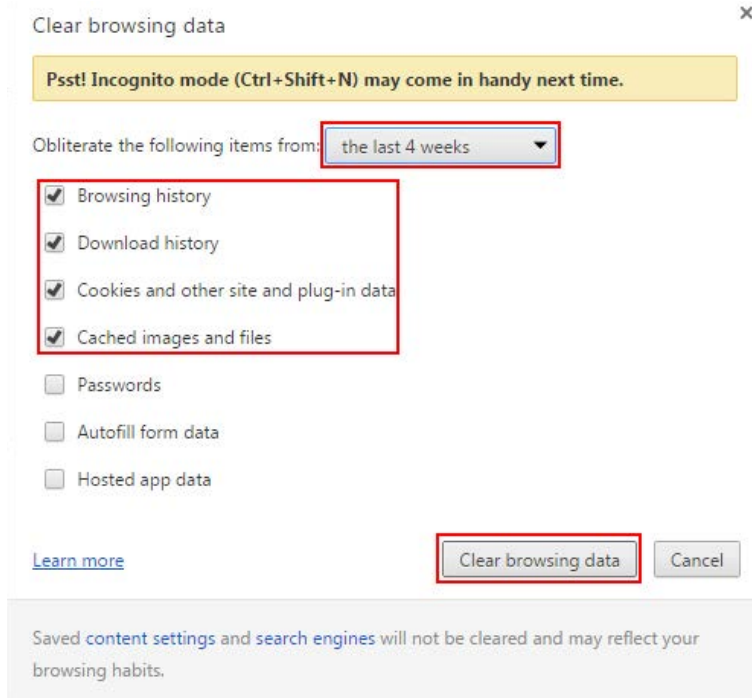 Clear browsing data
Psst! Incognito mode (Ctrl+Shift+N) may come in handy next time.
Obliterate the following items from: the last 4 weeks
Browsing history
Download history
Cookies and other site and plug-in data
Cached images and files
Passwords
Autofill form data
Hosted app data
Learn more Clear browsing data Cancel
Saved content settings and search engines will not be cleared and may reflect your
browsing habits.